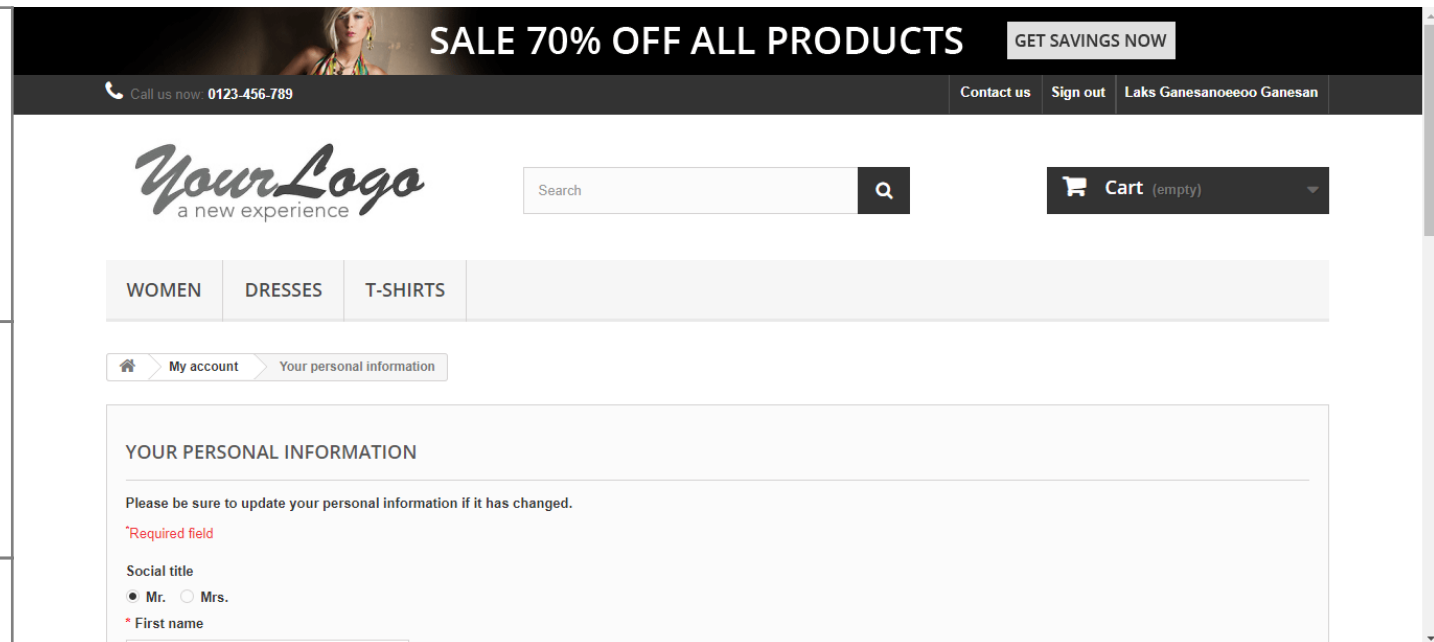 SALE 70% OFF ALL PRODUCTS GET SAVINGS NOW
Call us now: 0123-456-789 Contact us Sign out Laks Ganesanoeeoo Ganesan
YourLogo
a new experience
Search
Cart (empty)
WOMEN DRESSES T-SHIRTS
My account Your personal information
YOUR PERSONAL INFORMATION
Please be sure to update your personal information if it has changed.
*Required field
Social title
Mr. Mrs.
* First name